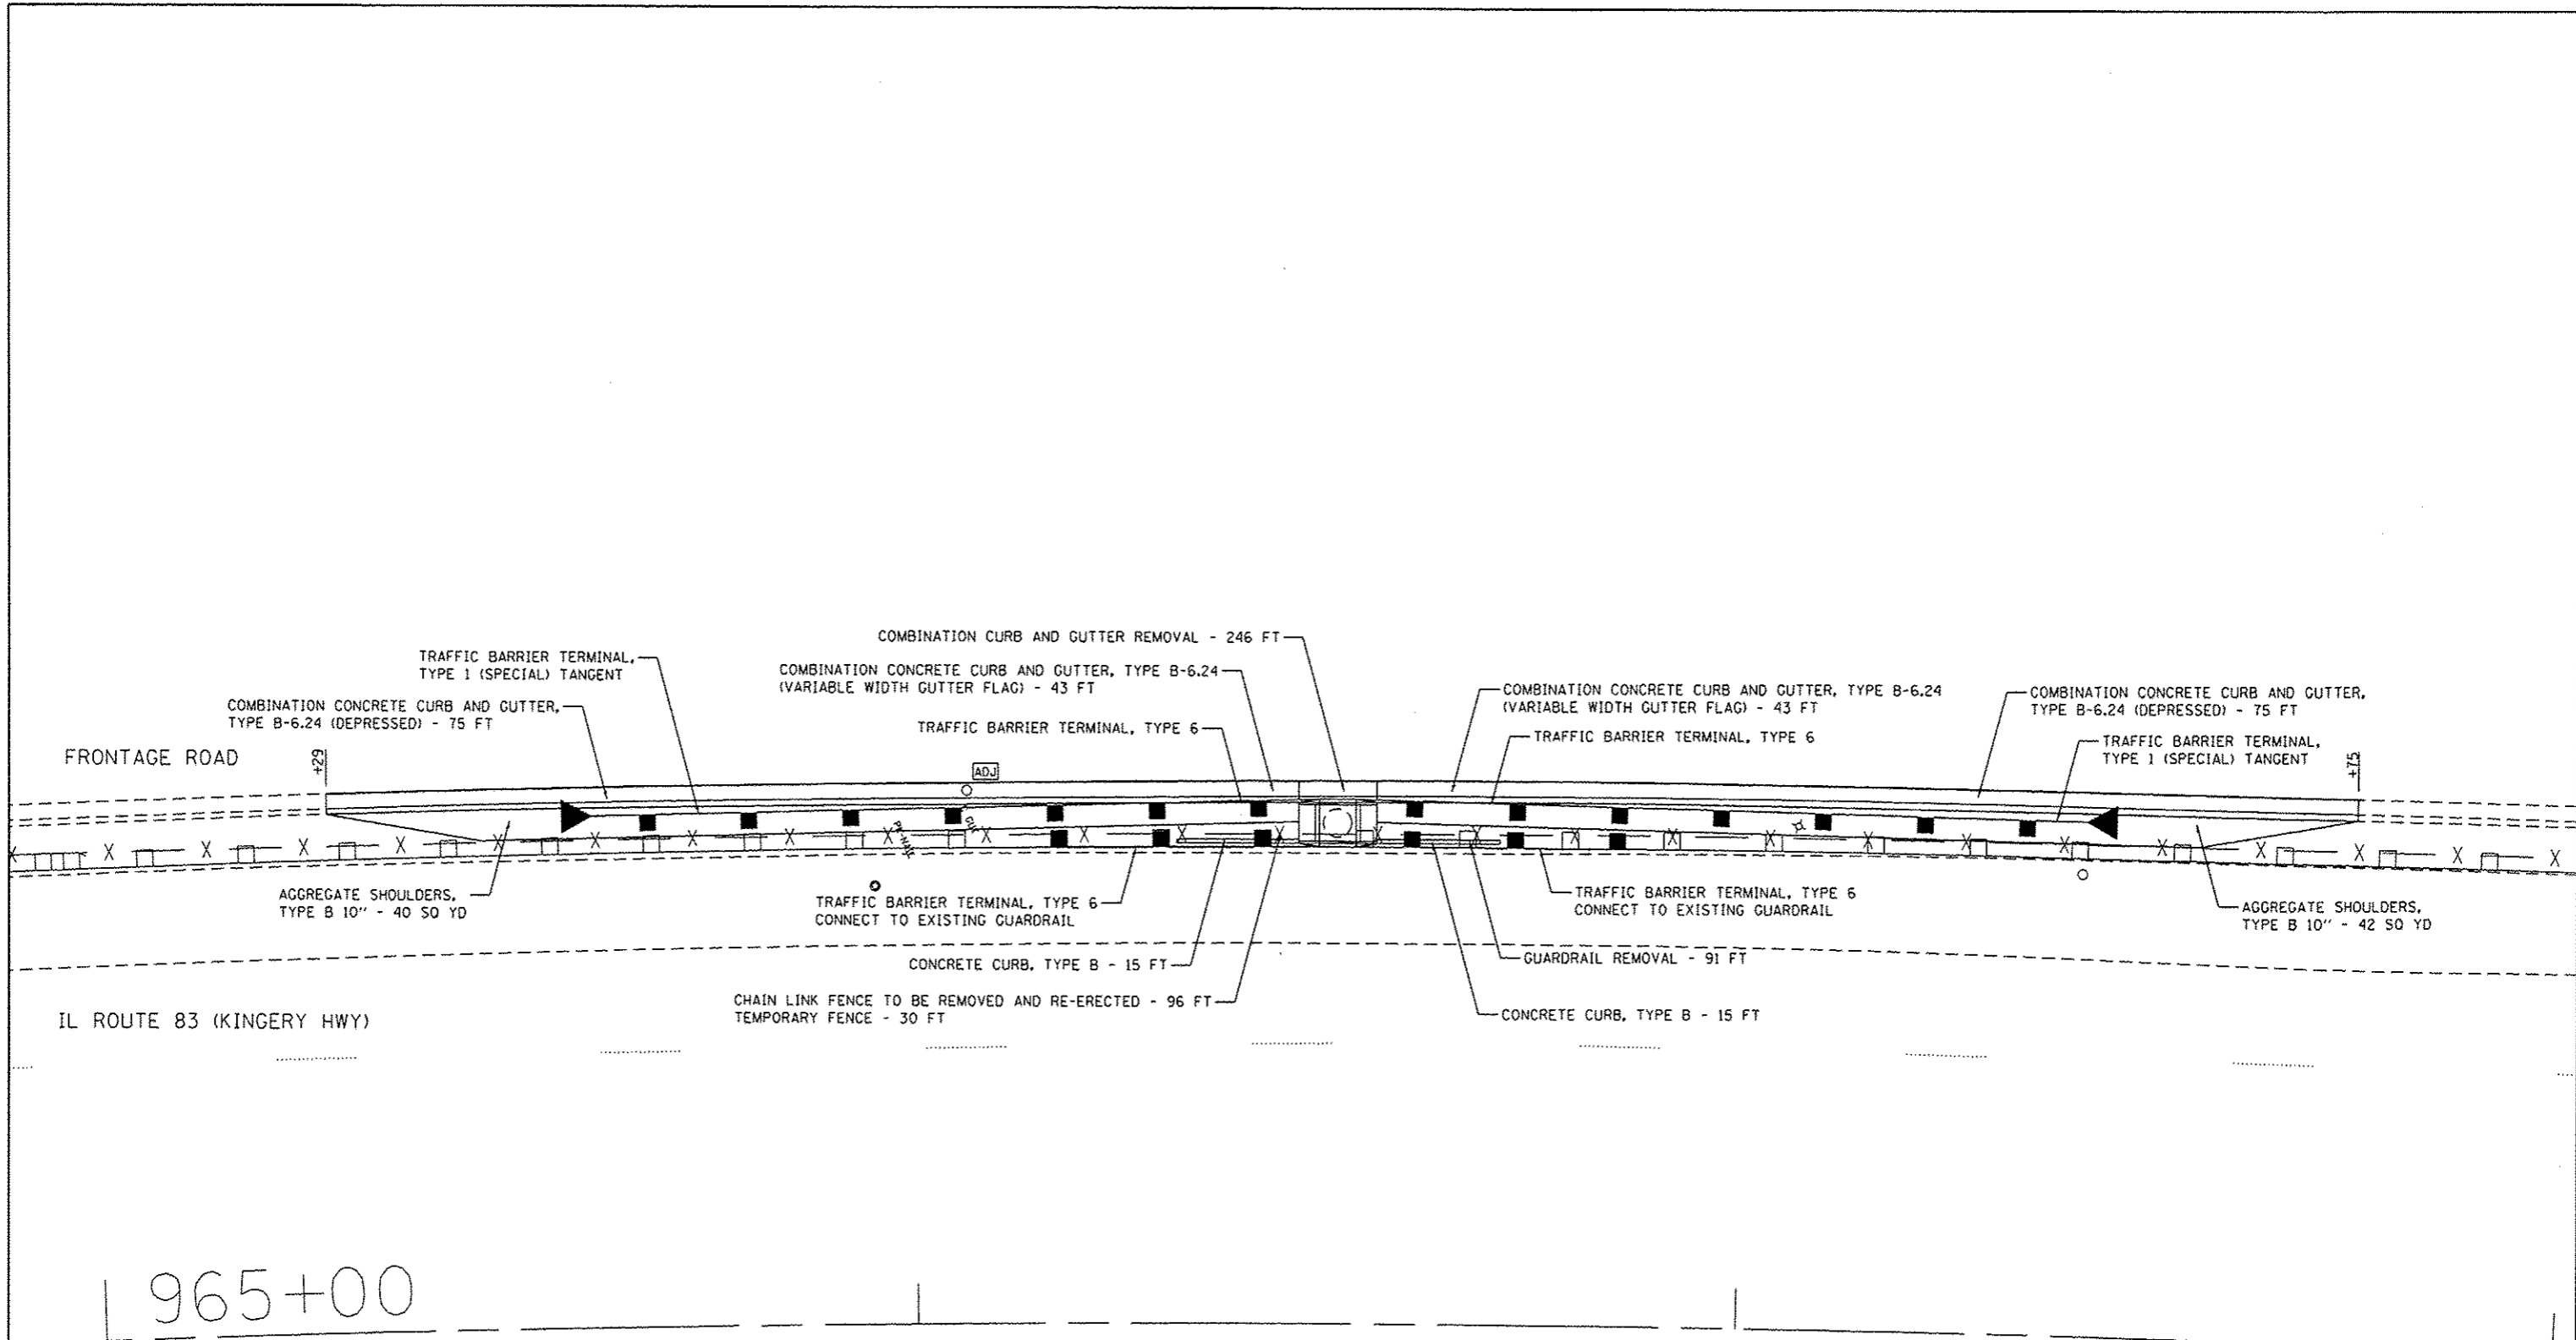 COMBINATION CURB AND GUTTER REMOVAL - 246 FT
TRAFFIC BARRIER TERMINAL,
TYPE 1 (SPECIAL) TANGENT
COMBINATION CONCRETE CURB AND GUTTER, TYPE B-6.24
(VARIABLE WIDTH GUTTER FLAG) - 43 FT
COMBINATION CONCRETE CURB AND GUTTER, TYPE B-6.24
(VARIABLE WIDTH GUTTER FLAG) - 43 FT
COMBINATION CONCRETE CURB AND GUTTER,
TYPE B-6.24 (DEPRESSED) - 75 FT
COMBINATION CONCRETE CURB AND GUTTER,
TYPE B-6.24 (DEPRESSED) - 75 FT
TRAFFIC BARRIER TERMINAL, TYPE 6
TRAFFIC BARRIER TERMINAL, TYPE 6
TRAFFIC BARRIER TERMINAL,
TYPE 1 (SPECIAL) TANGENT
FRONTAGE ROAD
+29
ADJ
+75
AGGREGATE SHOULDERS,
TYPE B 10" - 40 SQ YD
TRAFFIC BARRIER TERMINAL, TYPE 6
CONNECT TO EXISTING GUARDRAIL
TRAFFIC BARRIER TERMINAL, TYPE 6
CONNECT TO EXISTING GUARDRAIL
AGGREGATE SHOULDERS,
TYPE B 10" - 42 SQ YD
CONCRETE CURB, TYPE B - 15 FT
GUARDRAIL REMOVAL - 91 FT
CHAIN LINK FENCE TO BE REMOVED AND RE-ERECTED - 96 FT
TEMPORARY FENCE - 30 FT
CONCRETE CURB, TYPE B - 15 FT
IL ROUTE 83 (KINGERY HWY)
965+00